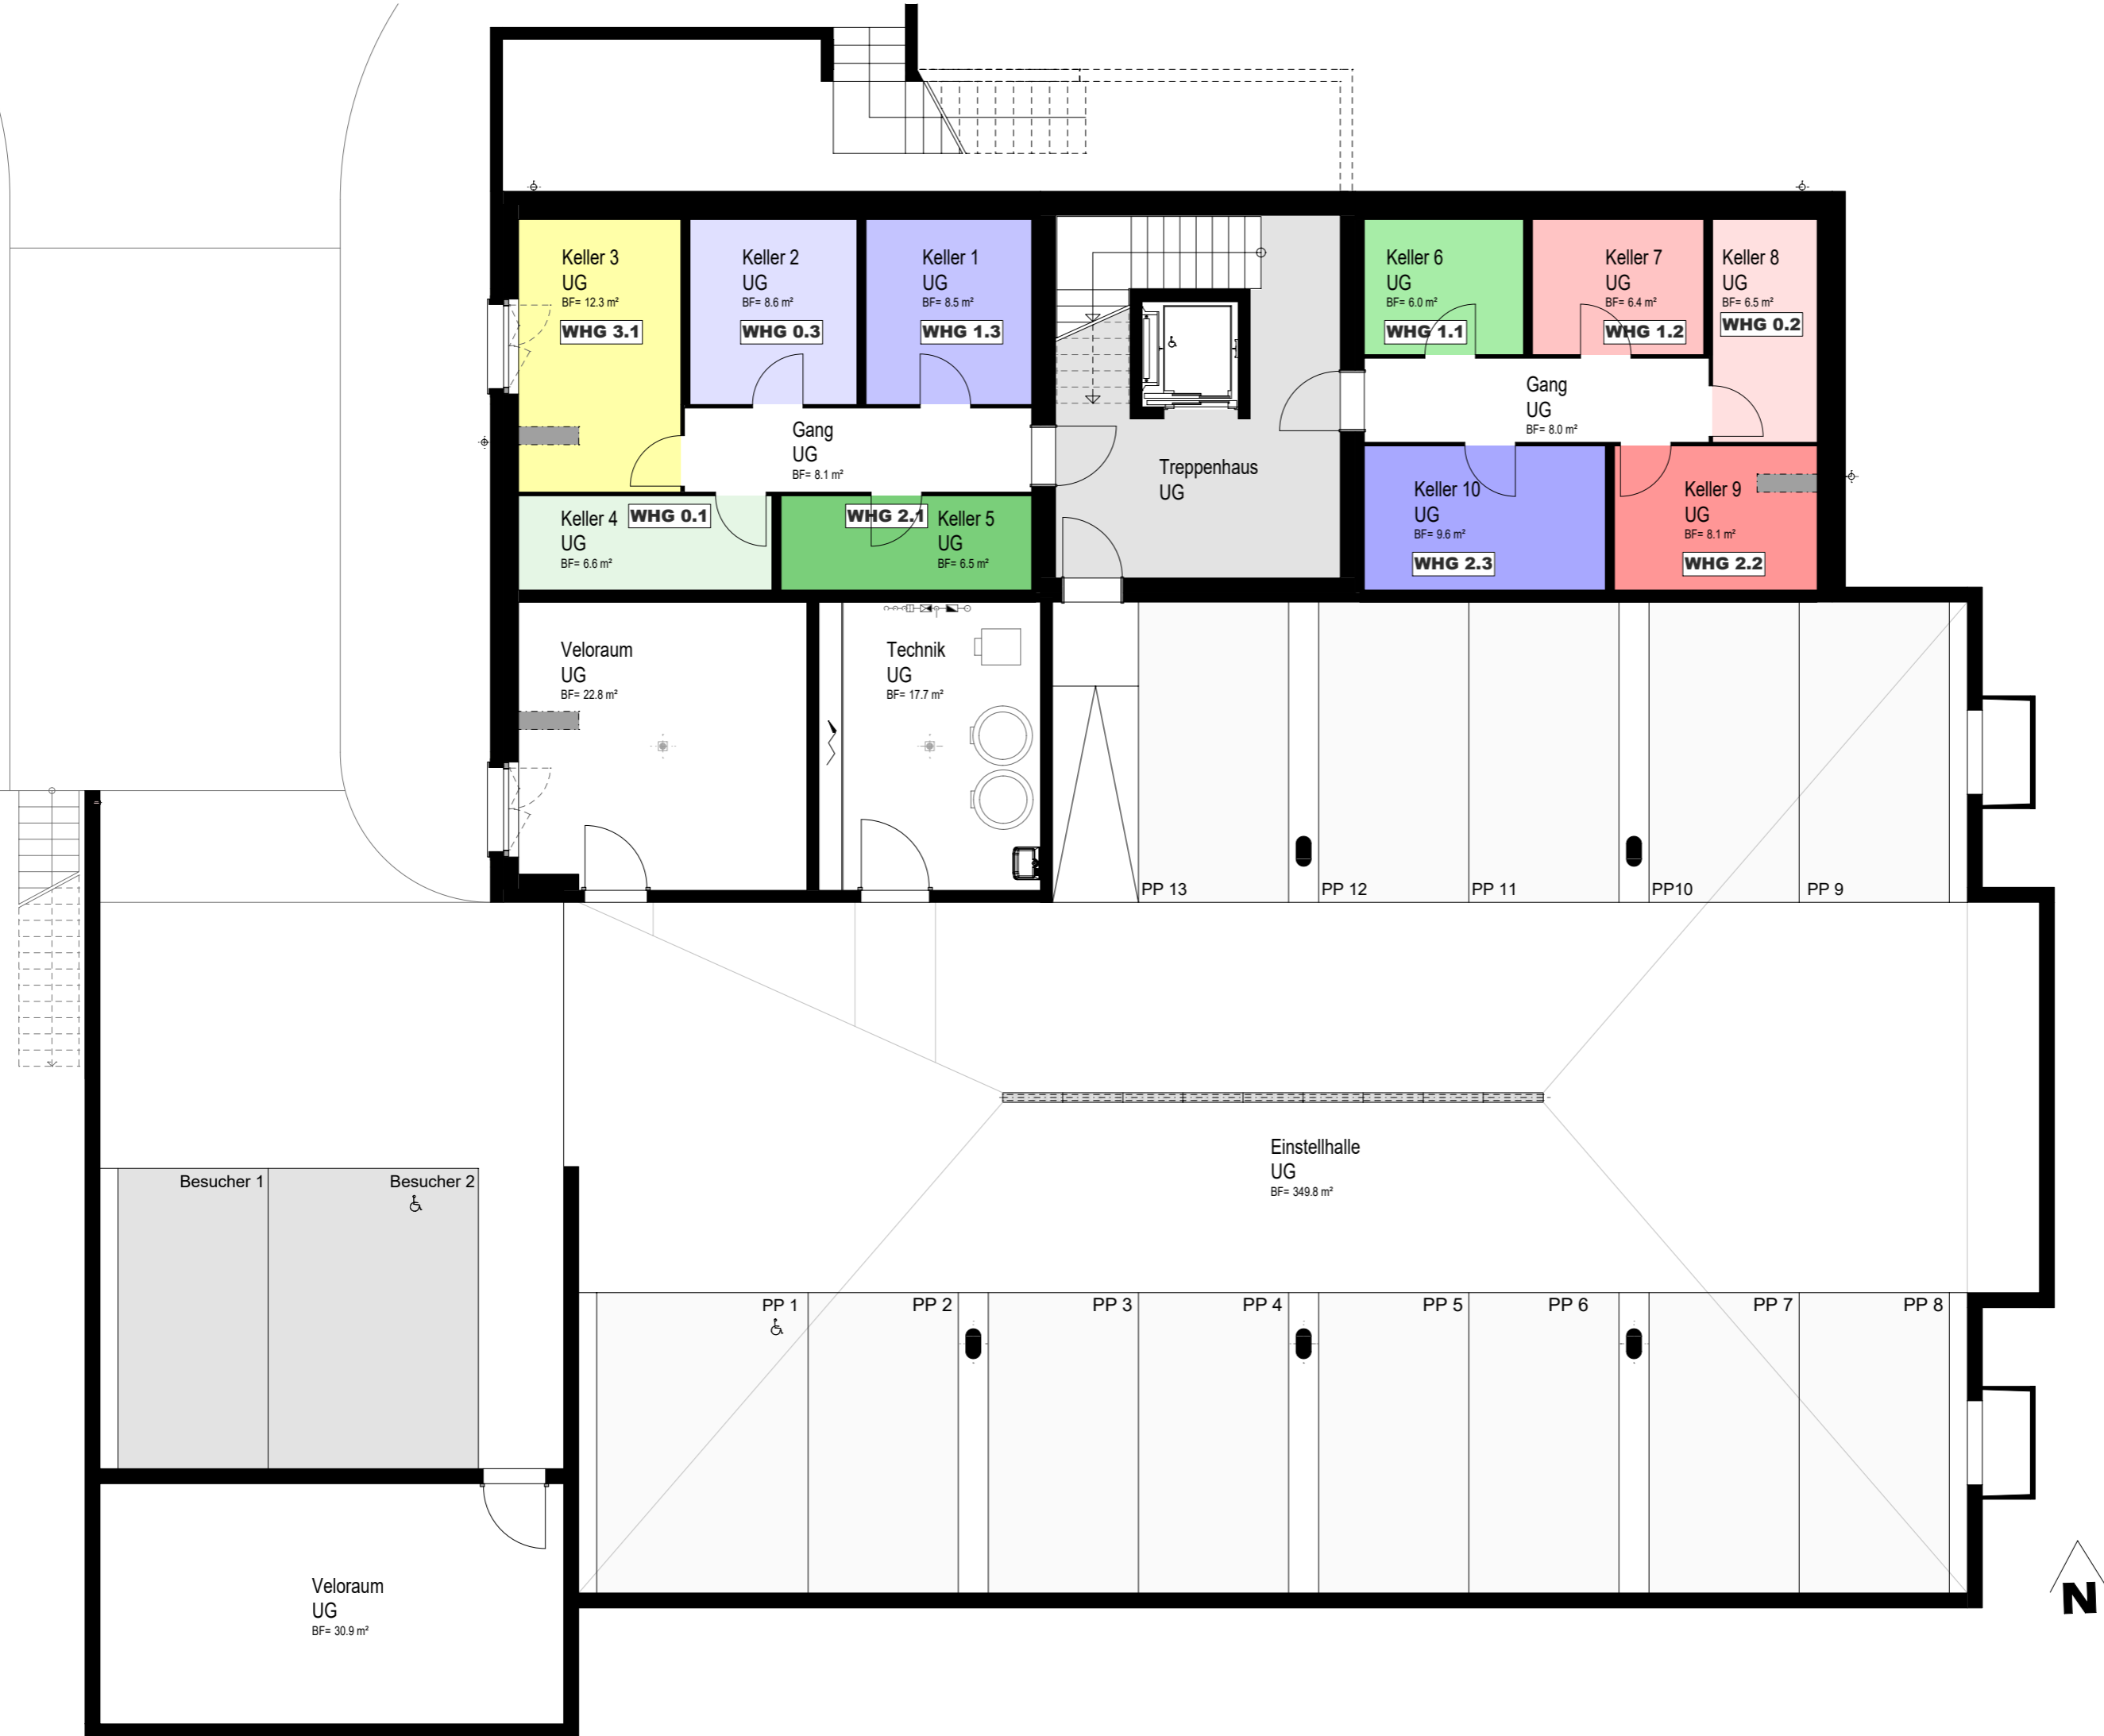 Keller 3
UG
BF= 12.3 m²
WHG 3.1
Keller 2
UG
BF= 8.6 m²
WHG 0.3
Keller 1
UG
BF= 8.5 m²
WHG 1.3
Keller 6
UG
BF= 6.0 m²
WHG 1.1
Keller 7
UG
BF= 6.4 m²
WHG 1.2
Keller 8
UG
BF= 6.5 m²
WHG 0.2
Gang
UG
BF= 8.1 m²
Gang
UG
BF= 8.0 m²
Treppenhaus
UG
Keller 4
UG
BF= 6.6 m²
WHG 0.1
WHG 2.1
Keller 5
UG
BF= 6.5 m²
Keller 10
UG
BF= 9.6 m²
WHG 2.3
Keller 9
UG
BF= 8.1 m²
WHG 2.2
Veloraum
UG
BF= 22.8 m²
Technik
UG
BF= 17.7 m²
PP 13
PP 12
PP 11
PP10
PP 9
Einstellhalle
UG
BF= 349.8 m²
Besucher 1
Besucher 2
PP 1
PP 2
PP 3
PP 4
PP 5
PP 6
PP 7
PP 8
Veloraum
UG
BF= 30.9 m²
N